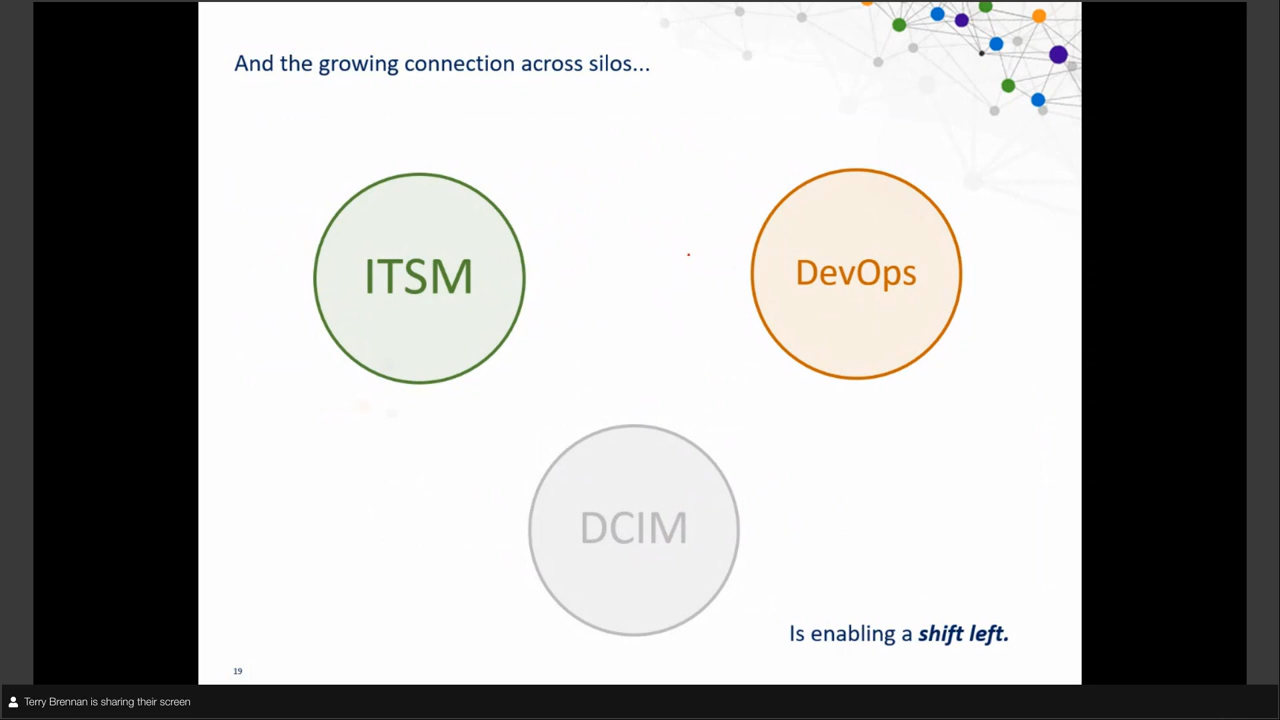 And the growing connection across silos...
ITSM
DevOps
DCIM
Is enabling a shift left.
19
Terry Brennan is sharing their screen